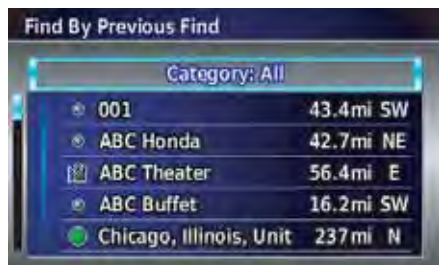 Find By Previous Find
Category: All
001 43.4mi SW
ABC Honda 42.7mi NE
ABC Theater 56.4mi E
ABC Buffet 16.2mi SW
Chicago, Illinois, Unit 237mi N